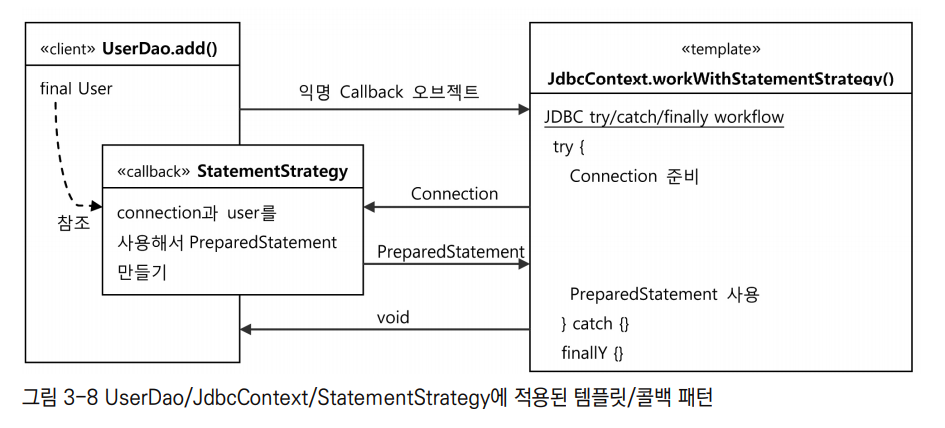 «client» UserDao.add()
final User
참조
«callback» StatementStrategy
connection과 user를
사용해서 PreparedStatement
만들기
익명 Callback 오브젝트
Connection
PreparedStatement
void
«template»
JdbcContext.workWithStatementStrategy()
JDBC try/catch/finally workflow
try {
Connection 준비
PreparedStatement 사용
} catch {}
finallY {}
그림 3-8 UserDao/JdbcContext/StatementStrategy에 적용된 템플릿/콜백 패턴